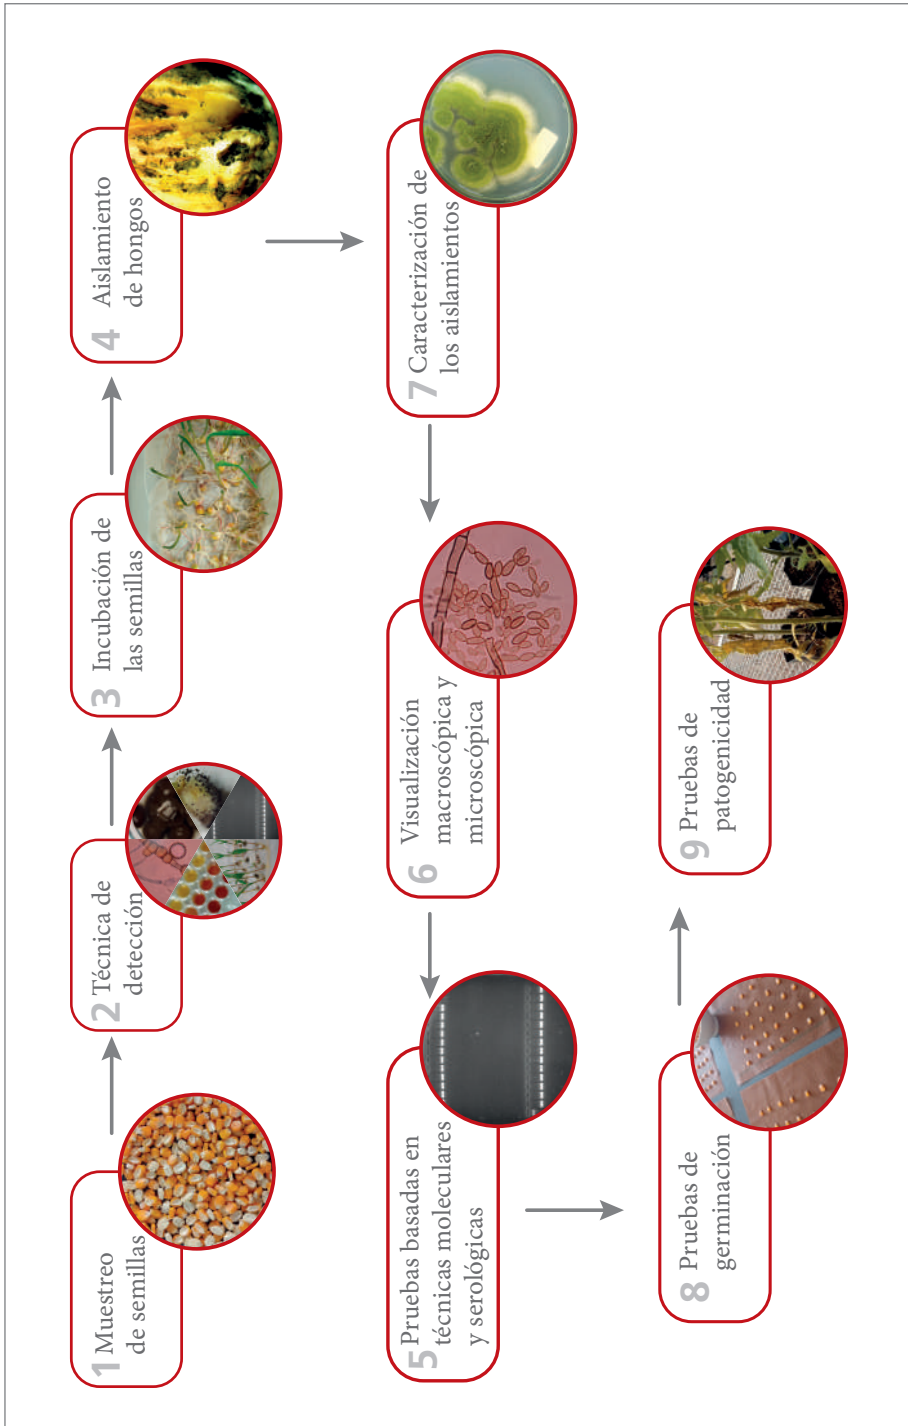 1 Muestreo
de semillas
2 Técnica de
detección
3 Incubación de
las semillas
4 Aislamiento
de hongos
5 Pruebas basadas en
técnicas moleculares
y serológicas
6 Visualización
macroscópica y
microscópica
7 Caracterización de
los aislamientos
8 Pruebas de
germinación
9 Pruebas de
patogenicidad